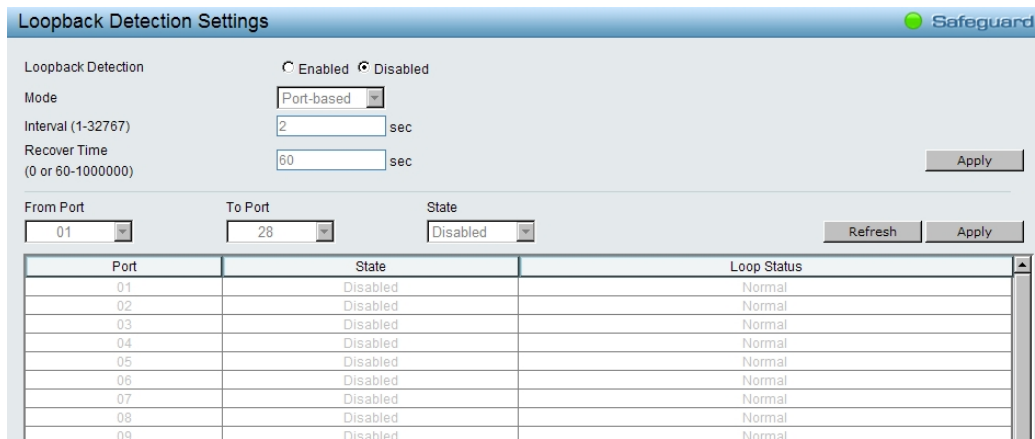 Loopback Detection Settings
Safeguard
Loopback Detection Enabled Disabled
Mode Port-based
Interval (1-32767) 2 sec
Recover Time
(0 or 60-1000000) 60 sec Apply
From Port To Port State
01 28 Disabled Refresh Apply
Port State Loop Status
01 Disabled Normal
02 Disabled Normal
03 Disabled Normal
04 Disabled Normal
05 Disabled Normal
06 Disabled Normal
07 Disabled Normal
08 Disabled Normal
09 Disabled Normal